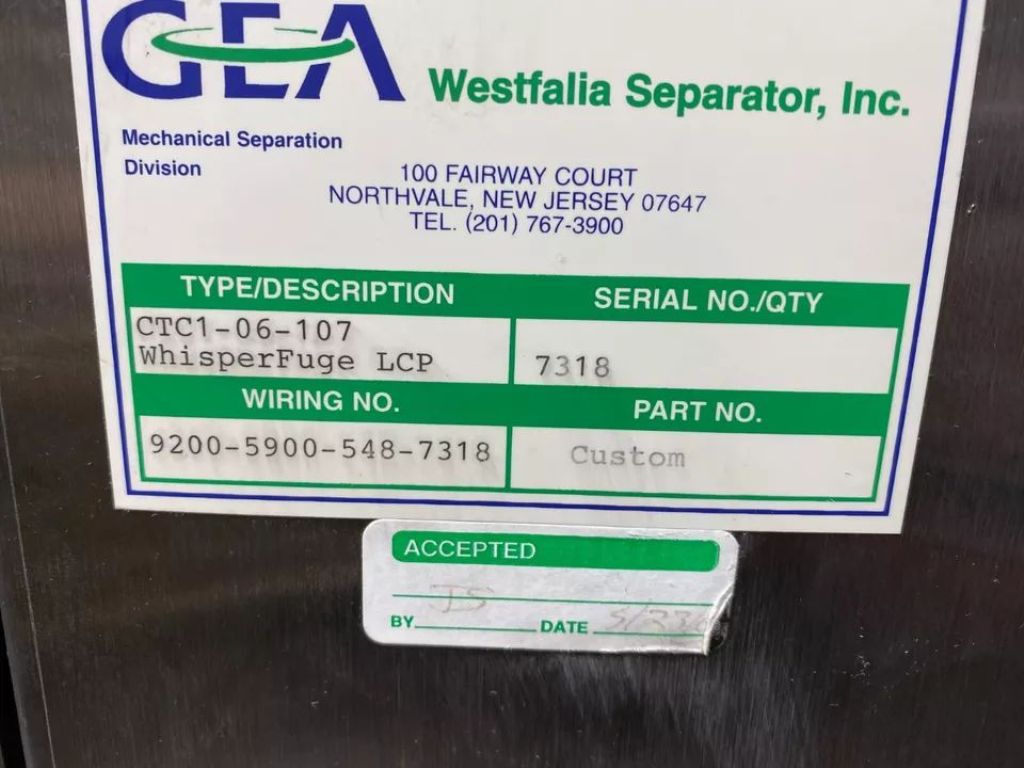 GEA
Westfalia Separator, Inc.
Mechanical Separation
Division
100 FAIRWAY COURT
NORTHVALE, NEW JERSEY 07647
TEL. (201) 767-3900
TYPE/DESCRIPTION
SERIAL NO./QTY
CTC1-06-107
WhisperFuge LCP
7318
WIRING NO.
PART NO.
9200-5900-548-7318
Custom
ACCEPTED
BY
DATE